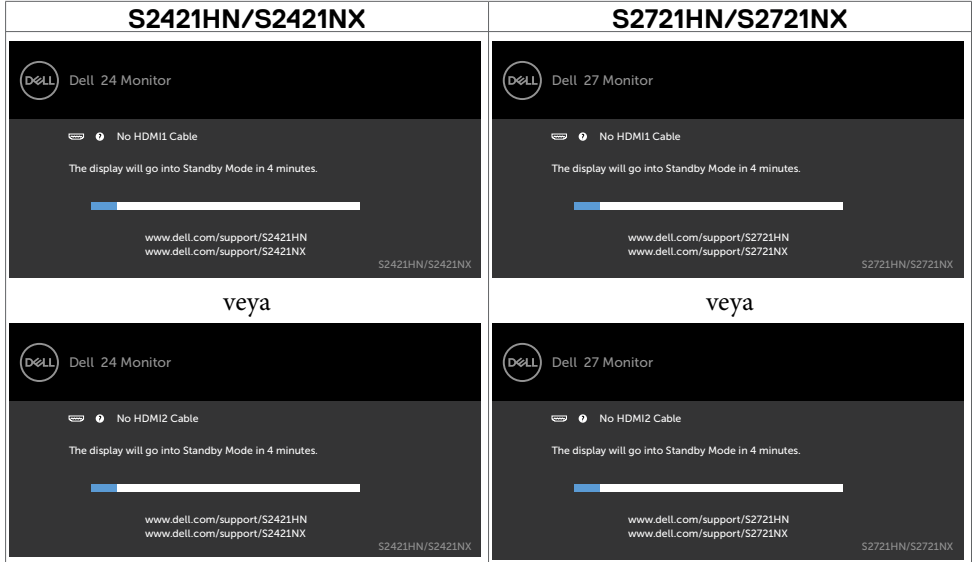 S2421HN/S2421NX
S2721HN/S2721NX
DELL Dell 24 Monitor
No HDMI1 Cable
The display will go into Standby Mode in 4 minutes.
www.dell.com/support/S2421HN
www.dell.com/support/S2421NX
S2421HN/S2421NX
DELL Dell 27 Monitor
No HDMI1 Cable
The display will go into Standby Mode in 4 minutes.
www.dell.com/support/S2721HN
www.dell.com/support/S2721NX
S2721HN/S2721NX
veya
veya
DELL Dell 24 Monitor
No HDMI2 Cable
The display will go into Standby Mode in 4 minutes.
www.dell.com/support/S2421HN
www.dell.com/support/S2421NX
S2421HN/S2421NX
DELL Dell 27 Monitor
No HDMI2 Cable
The display will go into Standby Mode in 4 minutes.
www.dell.com/support/S2721HN
www.dell.com/support/S2721NX
S2721HN/S2721NX